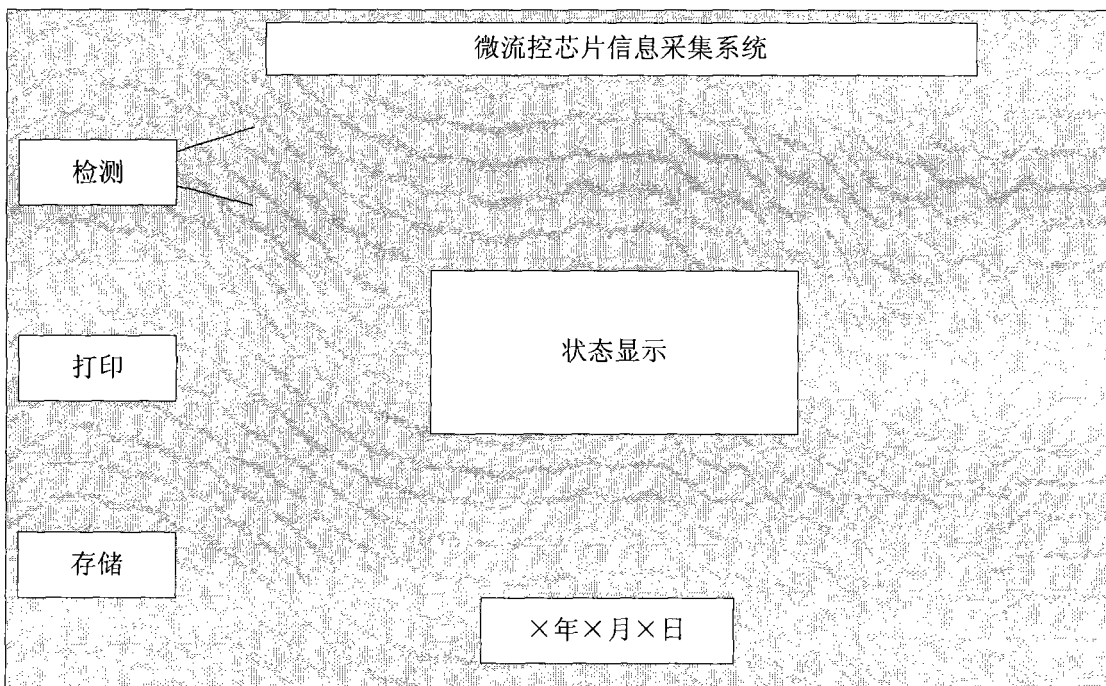 微流控芯片信息采集系统
检测
打印
状态显示
存储
×年×月×日